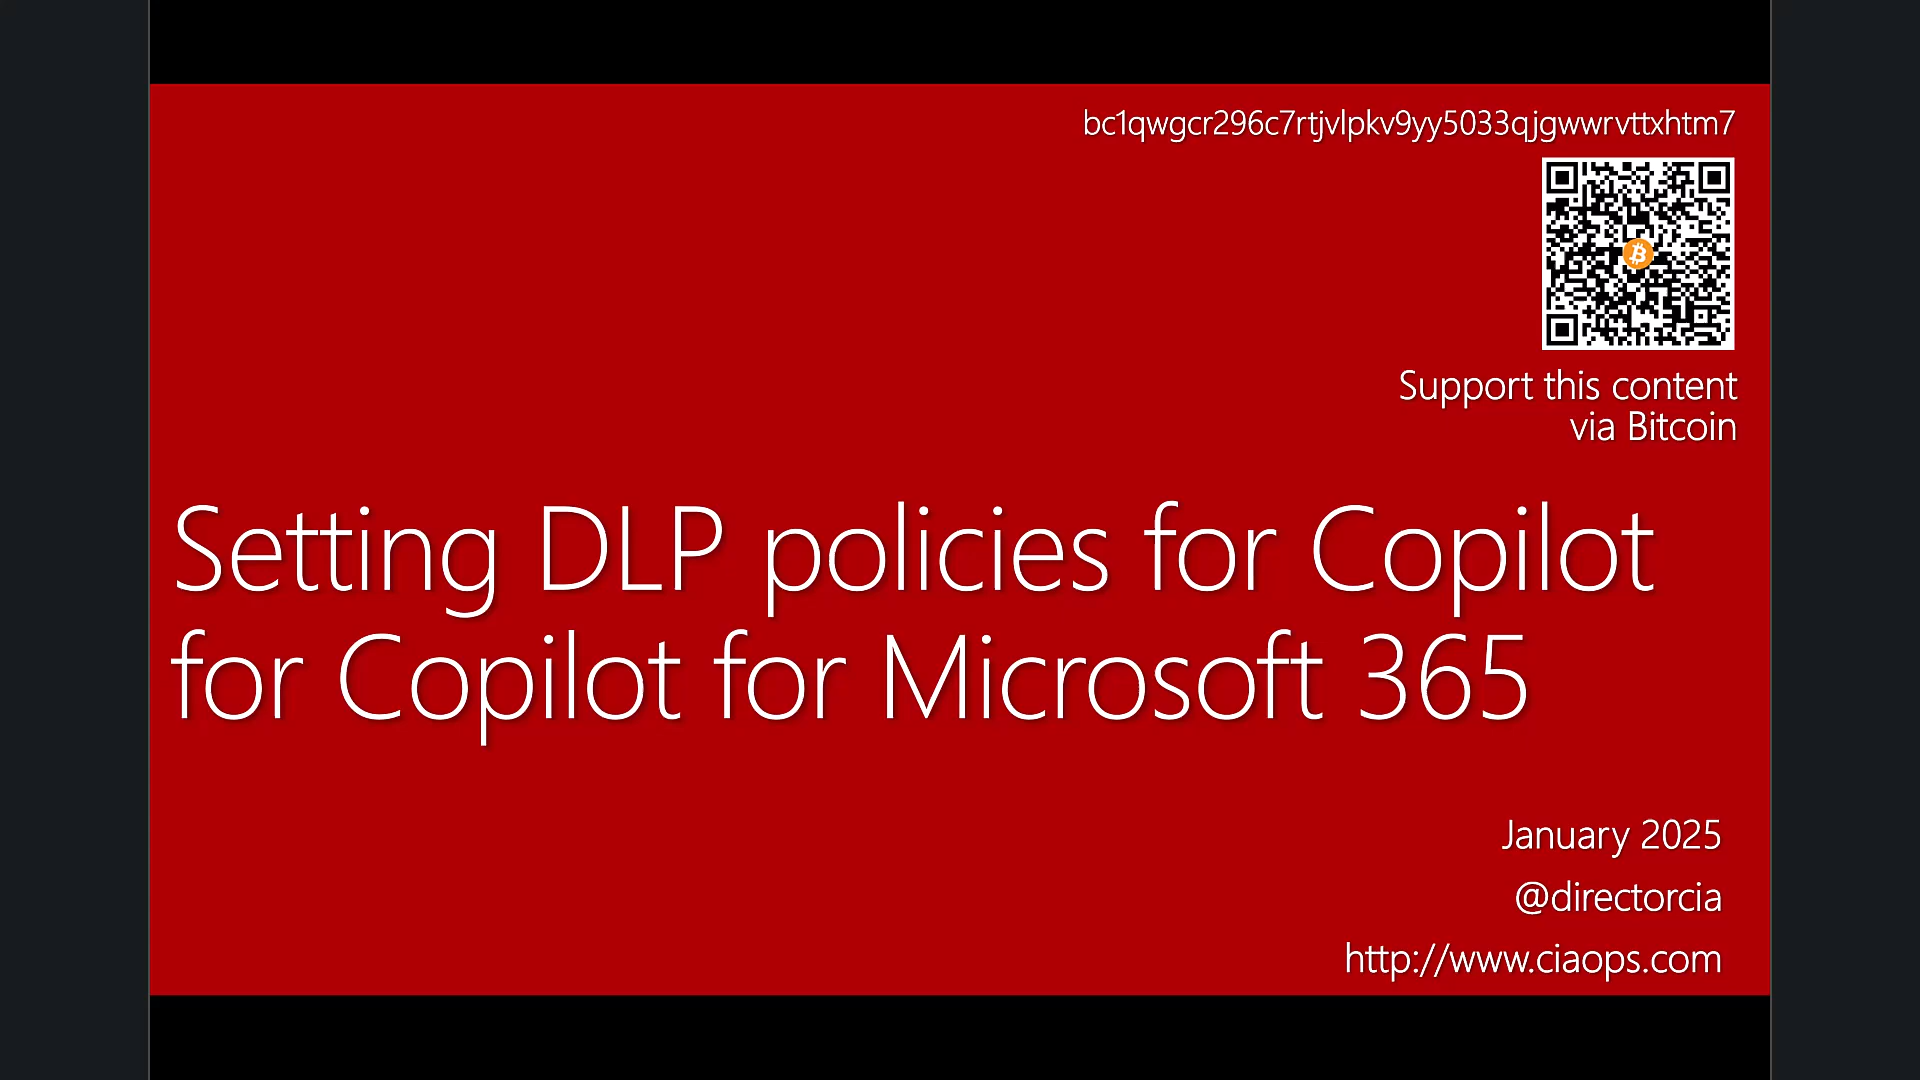 bc1qwgcr296c7rtjvlpkv9yy5033qjgwwrvttxhtm7
Support this content
via Bitcoin
Setting DLP policies for Copilot
for Copilot for Microsoft 365
January 2025
@directorcia
http://www.ciaops.com